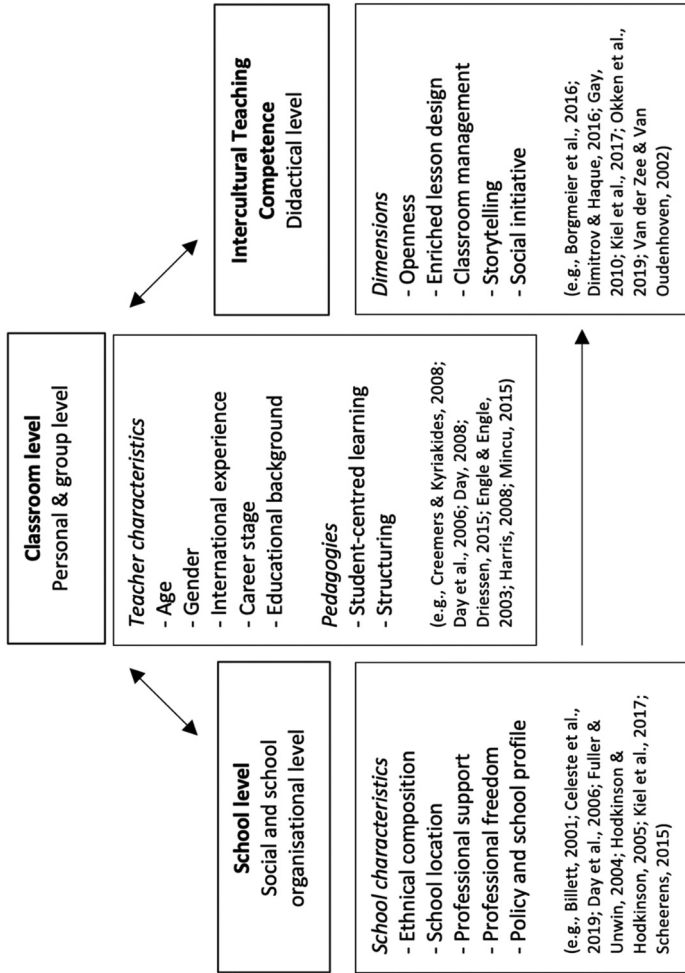 Classroom level
Personal & group level
Teacher characteristics
- Age
- Gender
- International experience
- Career stage
- Educational background
Pedagogies
- Student-centred learning
- Structuring
(e.g., Creemers & Kyriakides, 2008;
Day et al., 2006; Day, 2008;
Driessen, 2015; Engle & Engle,
2003; Harris, 2008; Mincu, 2015)
School level
Social and school
organisational level
School characteristics
- Ethnical composition
- School location
- Professional support
- Professional freedom
- Policy and school profile
(e.g., Billett, 2001; Celeste et al.,
2019; Day et al., 2006; Fuller &
Unwin, 2004; Hodkinson &
Hodkinson, 2005; Kiel et al., 2017;
Scheerens, 2015)
Intercultural Teaching
Competence
Didactical level
Dimensions
- Openness
- Enriched lesson design
- Classroom management
- Storytelling
- Social initiative
(e.g., Borgmeier et al., 2016;
Dimitrov & Haque, 2016; Gay,
2010; Kiel et al., 2017; Okken et al.,
2019; Van der Zee & Van
Oudenhoven, 2002)